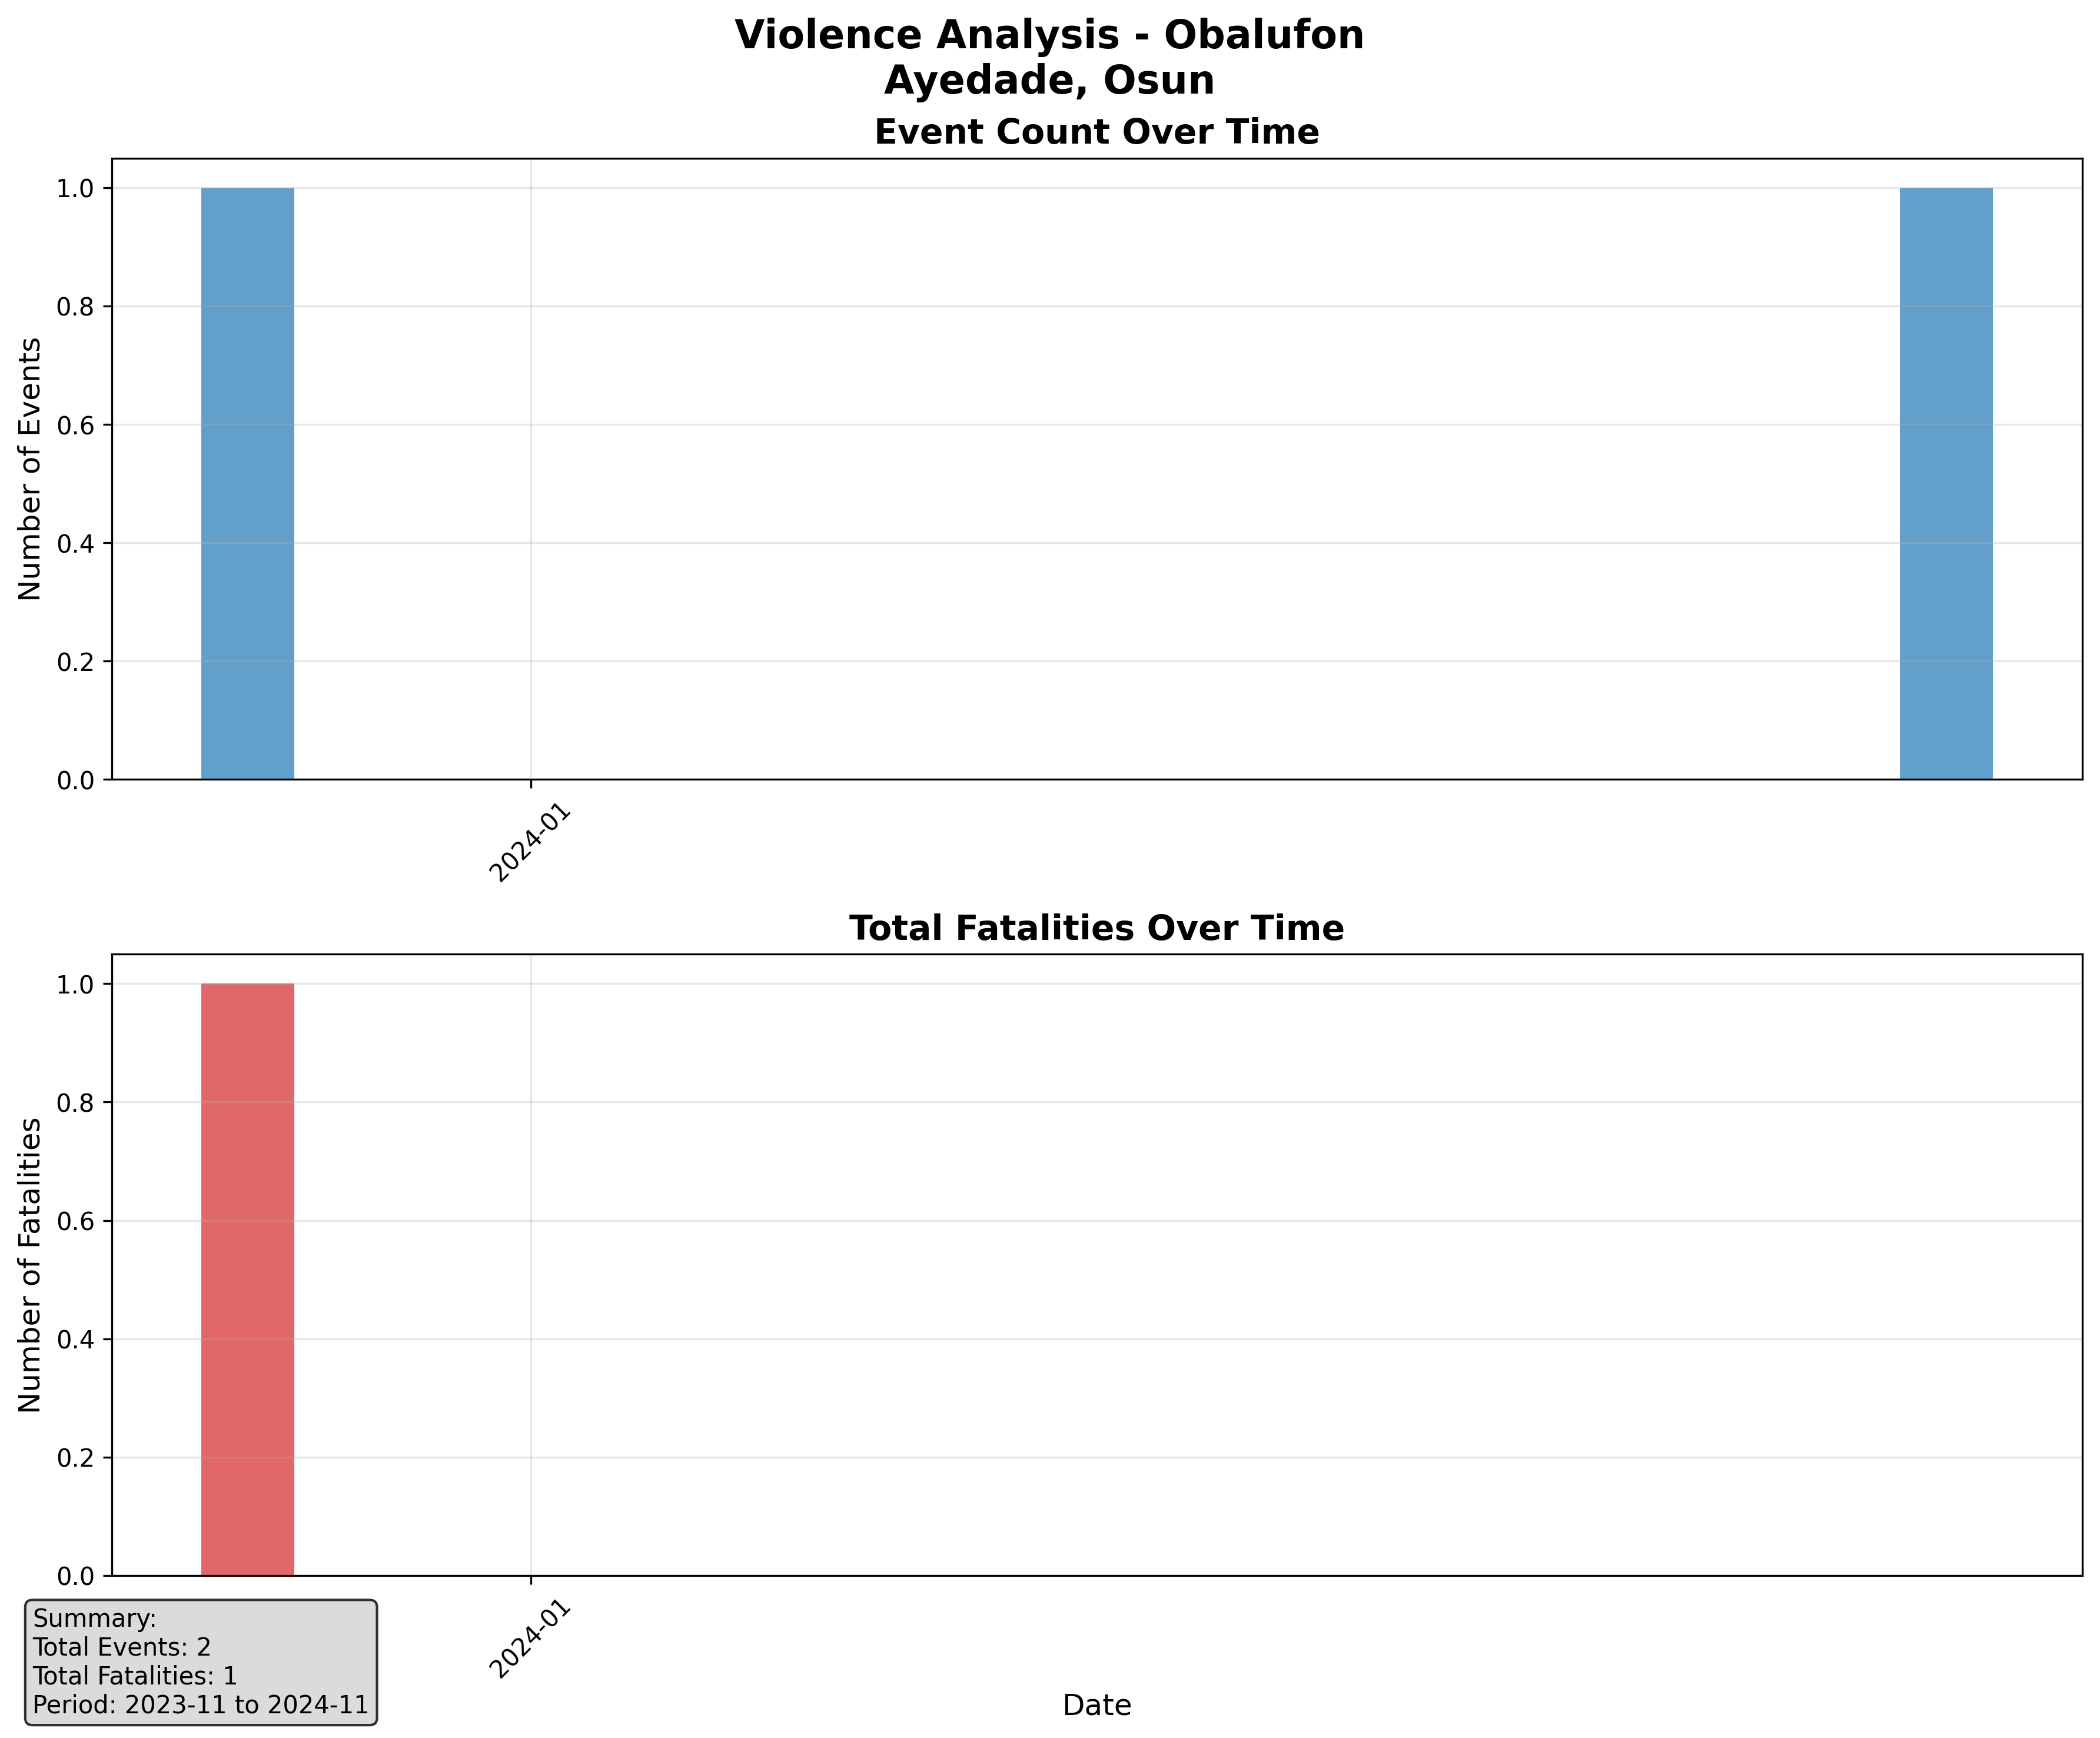 Violence Analysis - Obalufon
Ayedade, Osun
Event Count Over Time
Number of Events
1.0
0.8
0.6
0.4
0.2
0.0
2024-01
Total Fatalities Over Time
Number of Fatalities
1.0
0.8
0.6
0.4
0.2
0.0
2024-01
Date
Summary:
Total Events: 2
Total Fatalities: 1
Period: 2023-11 to 2024-11